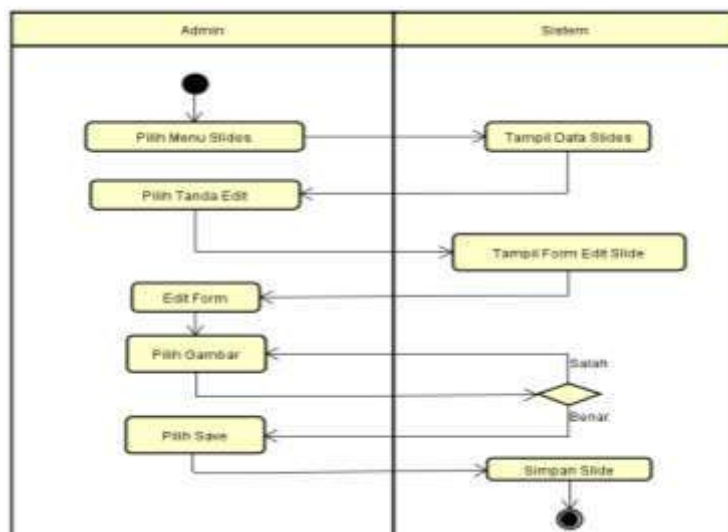 Admin
Sistem
Pilih Menu Slides
Tampil Data Slides
Pilih Tanda Edit
Tampil Form Edit Slide
Edit Form
Pilih Gambar
Salah
Benar
Pilih Save
Simpan Slide